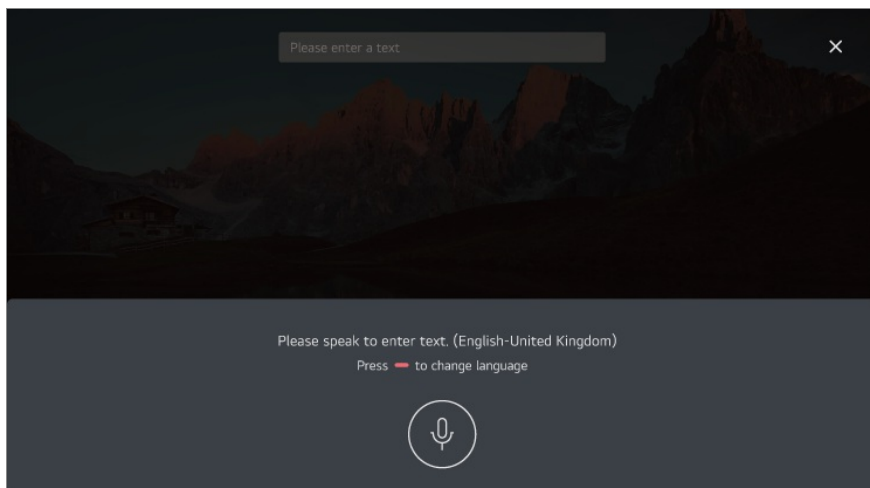 Please enter a text
Please speak to enter text. (English-United Kingdom)
Press to change language